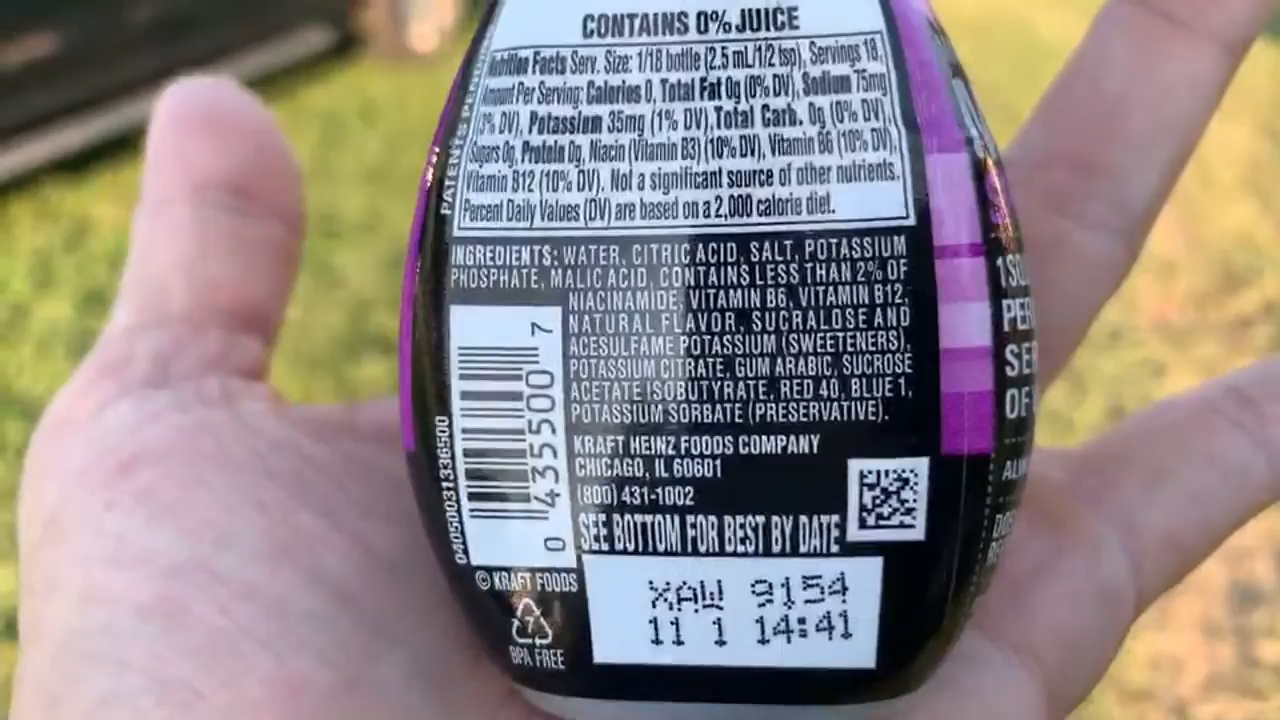 CONTAINS 0% JUICE
Nutrition Facts Serv. Size: 1/18 bottle (2.5 mL/1/2 tsp), Servings 18,
Amount Per Serving: Calories 0, Total Fat 0g (0% DV), Sodium 75mg
(3% DV), Potassium 35mg (1% DV), Total Carb. 0g (0% DV),
Sugars 0g, Protein 0g, Niacin (Vitamin B3) (10% DV), Vitamin B6 (10% DV),
Vitamin B12 (10% DV). Not a significant source of other nutrients.
Percent Daily Values (DV) are based on a 2,000 calorie diet.
INGREDIENTS: WATER, CITRIC ACID, SALT, POTASSIUM
PHOSPHATE, MALIC ACID, CONTAINS LESS THAN 2% OF
NIACINAMIDE, VITAMIN B6, VITAMIN B12,
NATURAL FLAVOR, SUCRALOSE AND
ACESULFAME POTASSIUM (SWEETENERS),
POTASSIUM CITRATE, GUM ARABIC, SUCROSE
ACETATE ISOBUTYRATE, RED 40, BLUE 1,
POTASSIUM SORBATE (PRESERVATIVE).
KRAFT HEINZ FOODS COMPANY
CHICAGO, IL 60601
(800) 431-1002
SEE BOTTOM FOR BEST BY DATE
XAW 9154
11 1 14:41
0 435500 7
04050031336500
© KRAFT FOODS
7
BPA FREE
PATENTS
PER
SER
OF